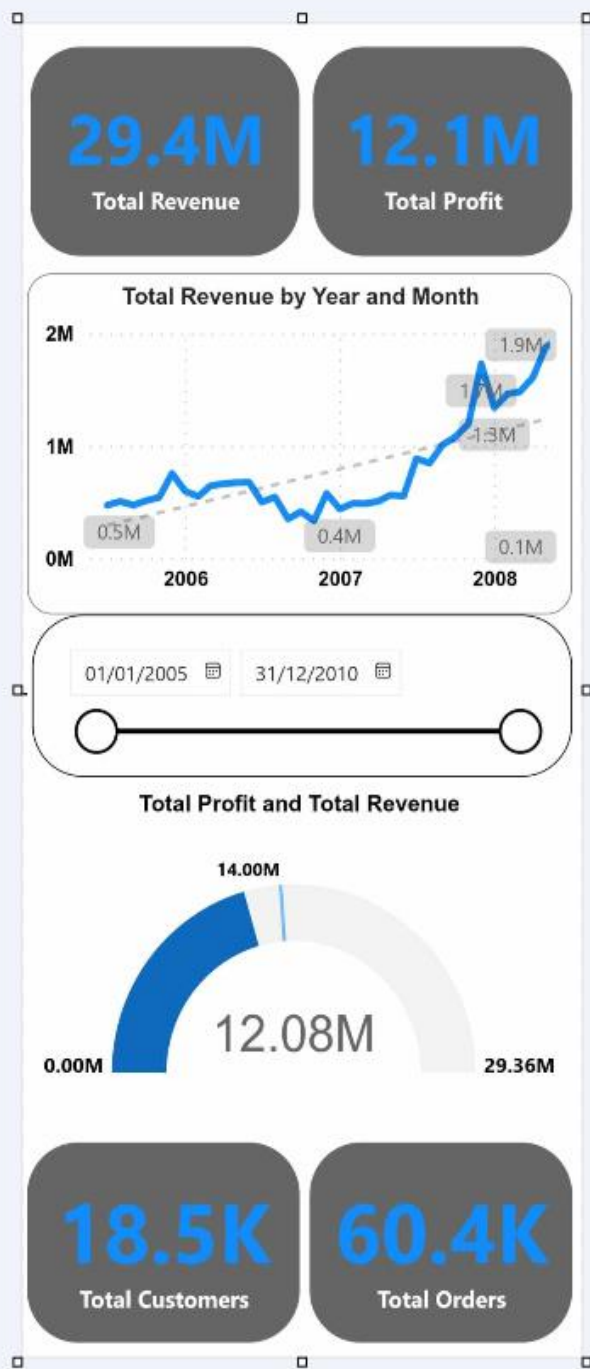 29.4M 12.1M
Total Revenue Total Profit
Total Revenue by Year and Month
2M
1.9M
1.7M
1M
1.3M
0.5M 0.4M 0.1M
0M
2006 2007 2008
01/01/2005 31/12/2010
Total Profit and Total Revenue
14.00M
12.08M
0.00M 29.36M
18.5K 60.4K
Total Customers Total Orders